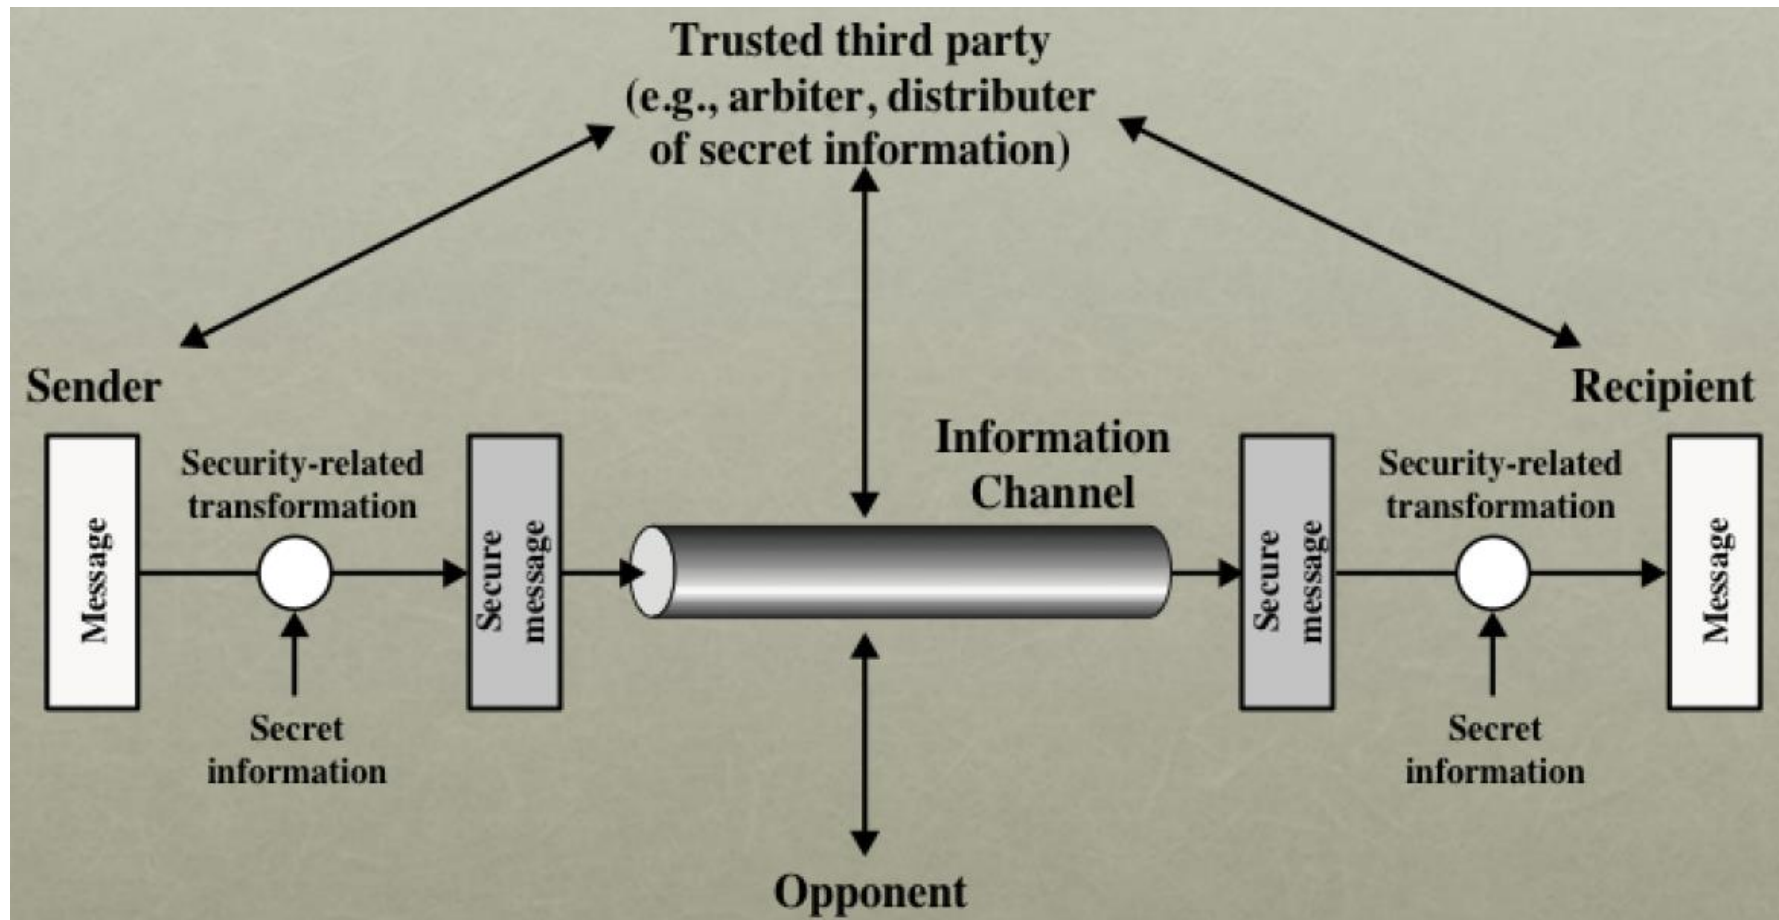 Trusted third party
(e.g., arbiter, distributer
of secret information)
Sender
Recipient
Information
Channel
Security-related
transformation
Security-related
transformation
Message
Secure
message
Secure
message
Message
Secret
information
Secret
information
Opponent